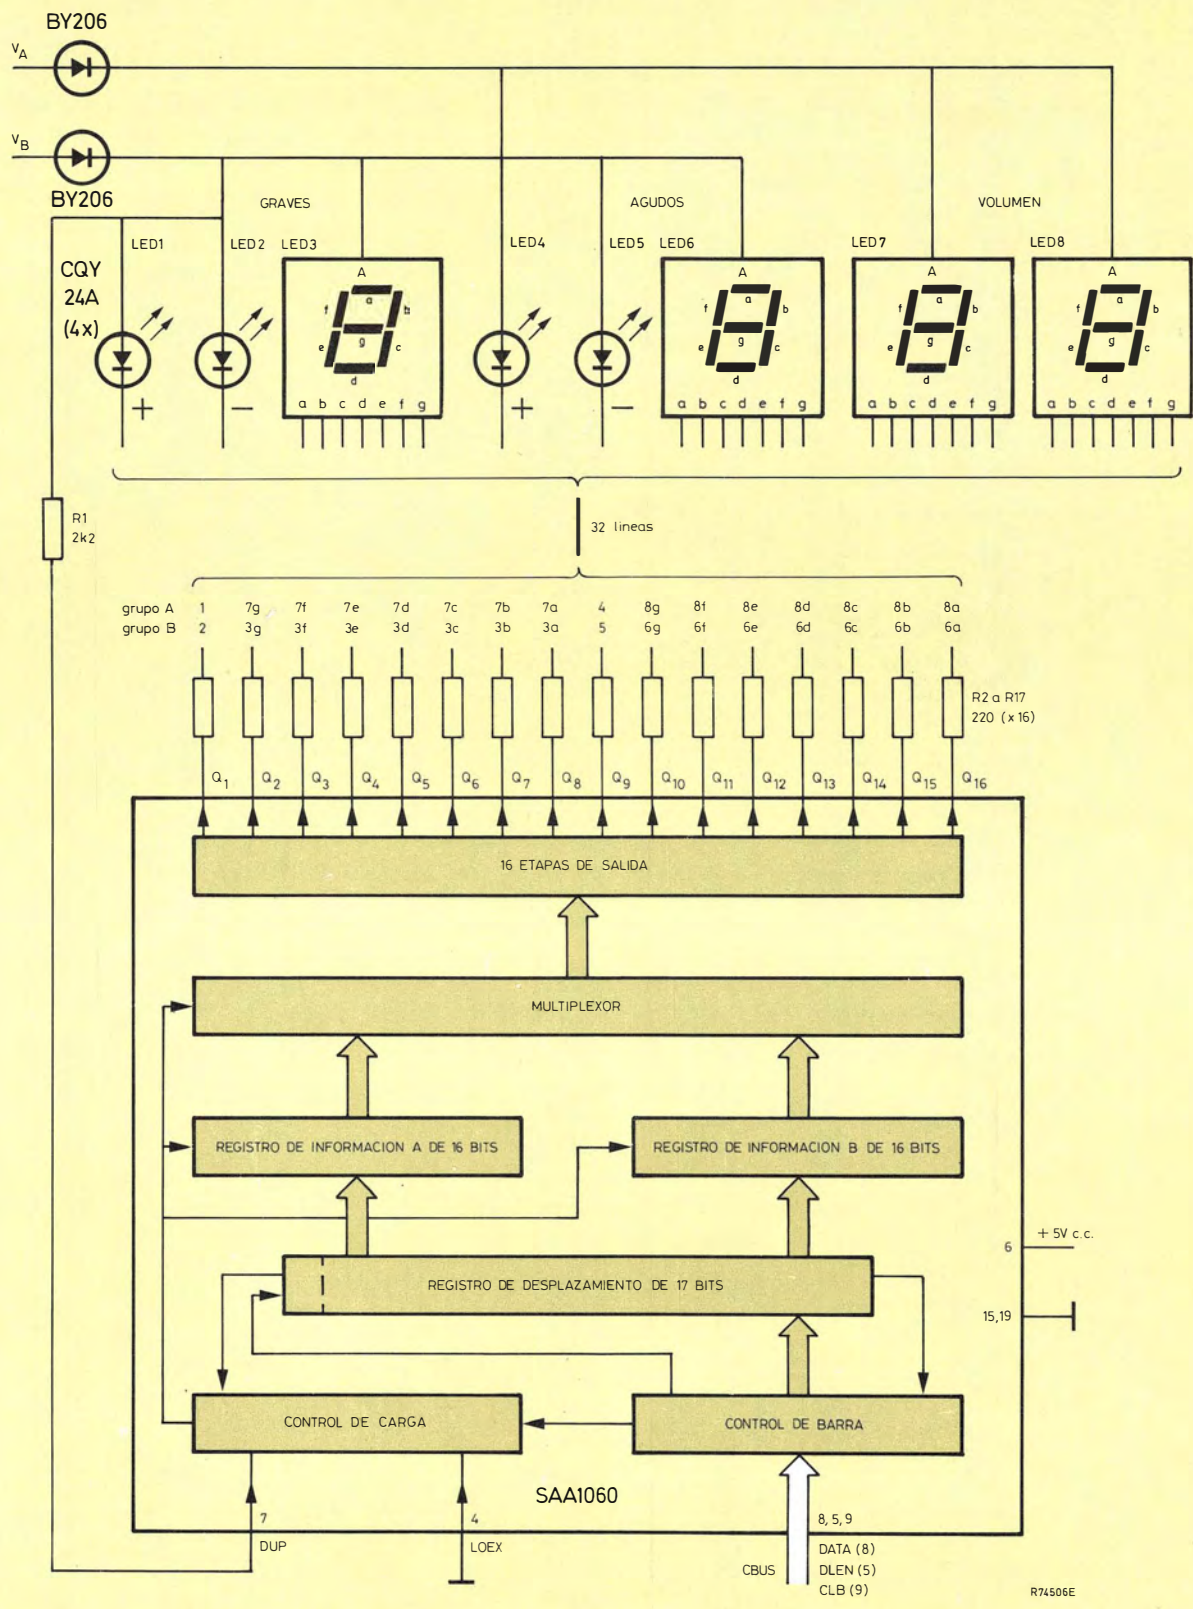 BY206
VA
VB
BY206
GRAVES
AGUDOS
VOLUMEN
LED1
LED2
LED3
LED4
LED5
LED6
LED7
LED8
CQY
24A
(4x)
A
a
f b
g
e c
d
a b c d e f g
A
a
f b
g
e c
d
a b c d e f g
A
a
f b
g
e c
d
a b c d e f g
A
a
f b
g
e c
d
a b c d e f g
+
−
+
−
R1
2k2
32 lineas
grupo A 1 7g 7f 7e 7d 7c 7b 7a 4 8g 8f 8e 8d 8c 8b 8a
grupo B 2 3g 3f 3e 3d 3c 3b 3a 5 6g 6f 6e 6d 6c 6b 6a
R2 a R17
220 (x16)
Q1 Q2 Q3 Q4 Q5 Q6 Q7 Q8 Q9 Q10 Q11 Q12 Q13 Q14 Q15 Q16
16 ETAPAS DE SALIDA
MULTIPLEXOR
REGISTRO DE INFORMACION A DE 16 BITS
REGISTRO DE INFORMACION B DE 16 BITS
6
+ 5V c.c.
REGISTRO DE DESPLAZAMIENTO DE 17 BITS
15,19
CONTROL DE CARGA
CONTROL DE BARRA
SAA1060
7
4
8, 5, 9
DUP
LOEX
CBUS
DATA (8)
DLEN (5)
CLB (9)
R74506E